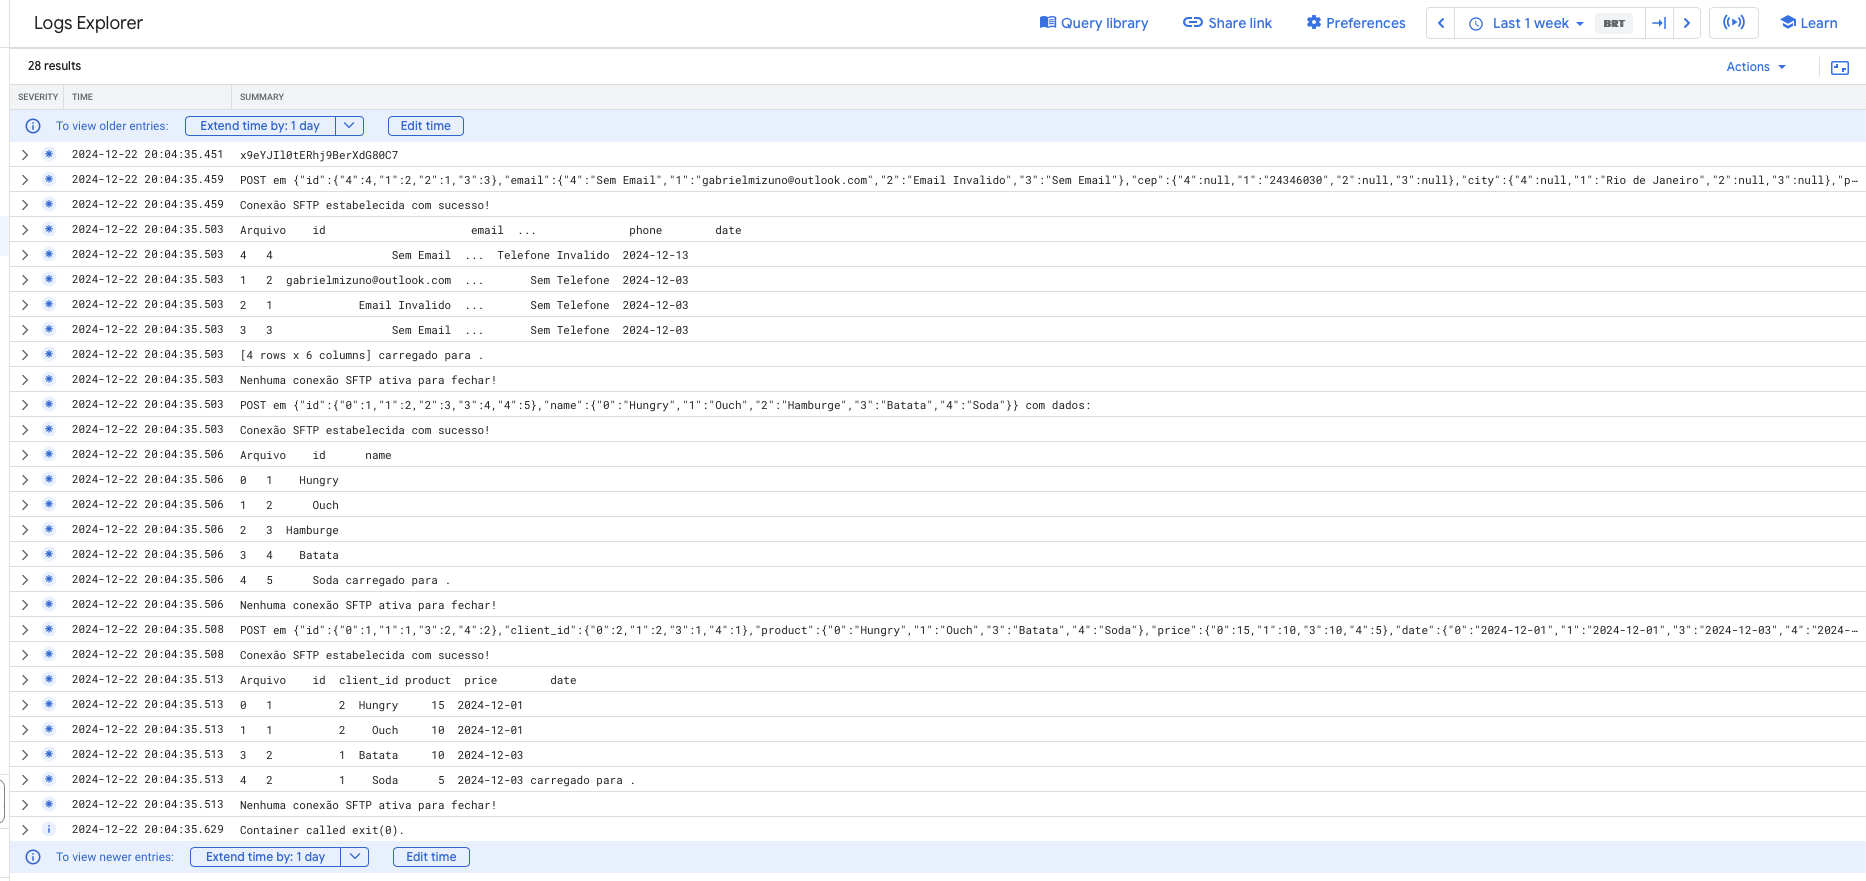 Logs Explorer
Query library
Share link
Preferences
Last 1 week
BRT
Learn
28 results
Actions
SEVERITY TIME SUMMARY
To view older entries: Extend time by: 1 day Edit time
2024-12-22 20:04:35.451 x9eYJIl0tERhj9BerXdG80C7
2024-12-22 20:04:35.459 POST em {"id":{"4":4,"1":2,"2":1,"3":3},"email":{"4":"Sem Email","1":"gabrielmizuno@outlook.com","2":"Email Invalido","3":"Sem Email"},"cep":{"4":null,"1":"24346030","2":null,"3":null},"city":{"4":null,"1":"Rio de Janeiro","2":null,"3":null},"p…
2024-12-22 20:04:35.459 Conexão SFTP estabelecida com sucesso!
2024-12-22 20:04:35.503 Arquivo id email ... phone date
2024-12-22 20:04:35.503 4 4 Sem Email ... Telefone Invalido 2024-12-13
2024-12-22 20:04:35.503 1 2 gabrielmizuno@outlook.com ... Sem Telefone 2024-12-03
2024-12-22 20:04:35.503 2 1 Email Invalido ... Sem Telefone 2024-12-03
2024-12-22 20:04:35.503 3 3 Sem Email ... Sem Telefone 2024-12-03
2024-12-22 20:04:35.503 [4 rows x 6 columns] carregado para .
2024-12-22 20:04:35.503 Nenhuma conexão SFTP ativa para fechar!
2024-12-22 20:04:35.503 POST em {"id":{"0":1,"1":2,"2":3,"3":4,"4":5},"name":{"0":"Hungry","1":"Ouch","2":"Hamburge","3":"Batata","4":"Soda"}} com dados:
2024-12-22 20:04:35.503 Conexão SFTP estabelecida com sucesso!
2024-12-22 20:04:35.506 Arquivo id name
2024-12-22 20:04:35.506 0 1 Hungry
2024-12-22 20:04:35.506 1 2 Ouch
2024-12-22 20:04:35.506 2 3 Hamburge
2024-12-22 20:04:35.506 3 4 Batata
2024-12-22 20:04:35.506 4 5 Soda carregado para .
2024-12-22 20:04:35.506 Nenhuma conexão SFTP ativa para fechar!
2024-12-22 20:04:35.508 POST em {"id":{"0":1,"1":1,"3":2,"4":2},"client_id":{"0":2,"1":2,"3":1,"4":1},"product":{"0":"Hungry","1":"Ouch","3":"Batata","4":"Soda"},"price":{"0":15,"1":10,"3":10,"4":5},"date":{"0":"2024-12-01","1":"2024-12-01","3":"2024-12-03","4":"2024-…
2024-12-22 20:04:35.508 Conexão SFTP estabelecida com sucesso!
2024-12-22 20:04:35.513 Arquivo id client_id product price date
2024-12-22 20:04:35.513 0 1 2 Hungry 15 2024-12-01
2024-12-22 20:04:35.513 1 1 2 Ouch 10 2024-12-01
2024-12-22 20:04:35.513 3 2 1 Batata 10 2024-12-03
2024-12-22 20:04:35.513 4 2 1 Soda 5 2024-12-03 carregado para .
2024-12-22 20:04:35.513 Nenhuma conexão SFTP ativa para fechar!
2024-12-22 20:04:35.629 Container called exit(0).
To view newer entries: Extend time by: 1 day Edit time